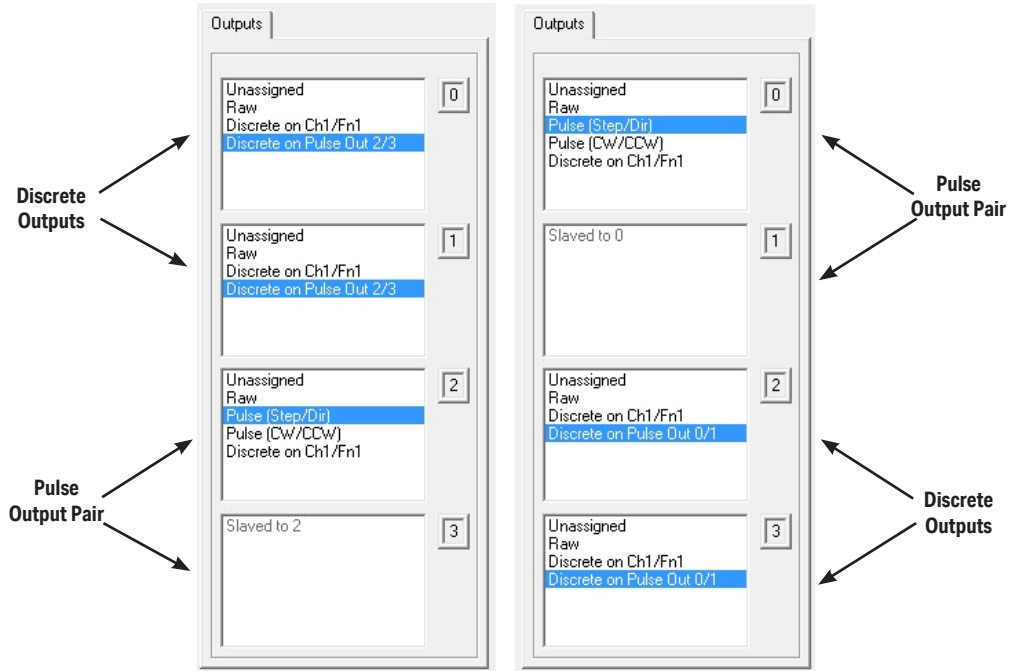 Outputs
Unassigned
Raw
Discrete on Ch1/Fn1
Discrete on Pulse Out 2/3
0
Discrete
Outputs
Unassigned
Raw
Discrete on Ch1/Fn1
Discrete on Pulse Out 2/3
1
Unassigned
Raw
Pulse (Step/Dir)
Pulse (CW/CCW)
Discrete on Ch1/Fn1
2
Pulse
Output Pair
Slaved to 2
3
Outputs
Unassigned
Raw
Pulse (Step/Dir)
Pulse (CW/CCW)
Discrete on Ch1/Fn1
0
Pulse
Output Pair
Slaved to 0
1
Unassigned
Raw
Discrete on Ch1/Fn1
Discrete on Pulse Out 0/1
2
Discrete
Outputs
Unassigned
Raw
Discrete on Ch1/Fn1
Discrete on Pulse Out 0/1
3